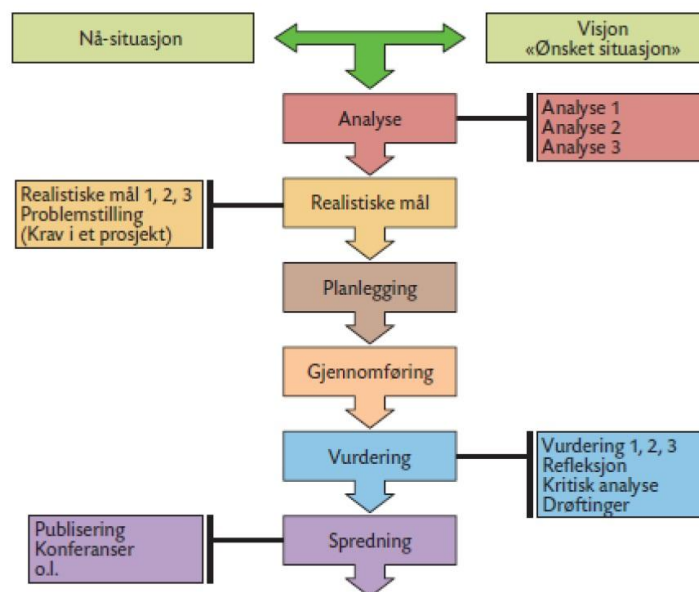 Nå-situasjon
Visjon
«Ønsket situasjon»
Analyse
Analyse 1
Analyse 2
Analyse 3
Realistiske mål 1, 2, 3
Problemstilling
(Krav i et prosjekt)
Realistiske mål
Planlegging
Gjennomføring
Vurdering
Vurdering 1, 2, 3
Refleksjon
Kritisk analyse
Drøftinger
Publisering
Konferanser
o.l.
Spredning